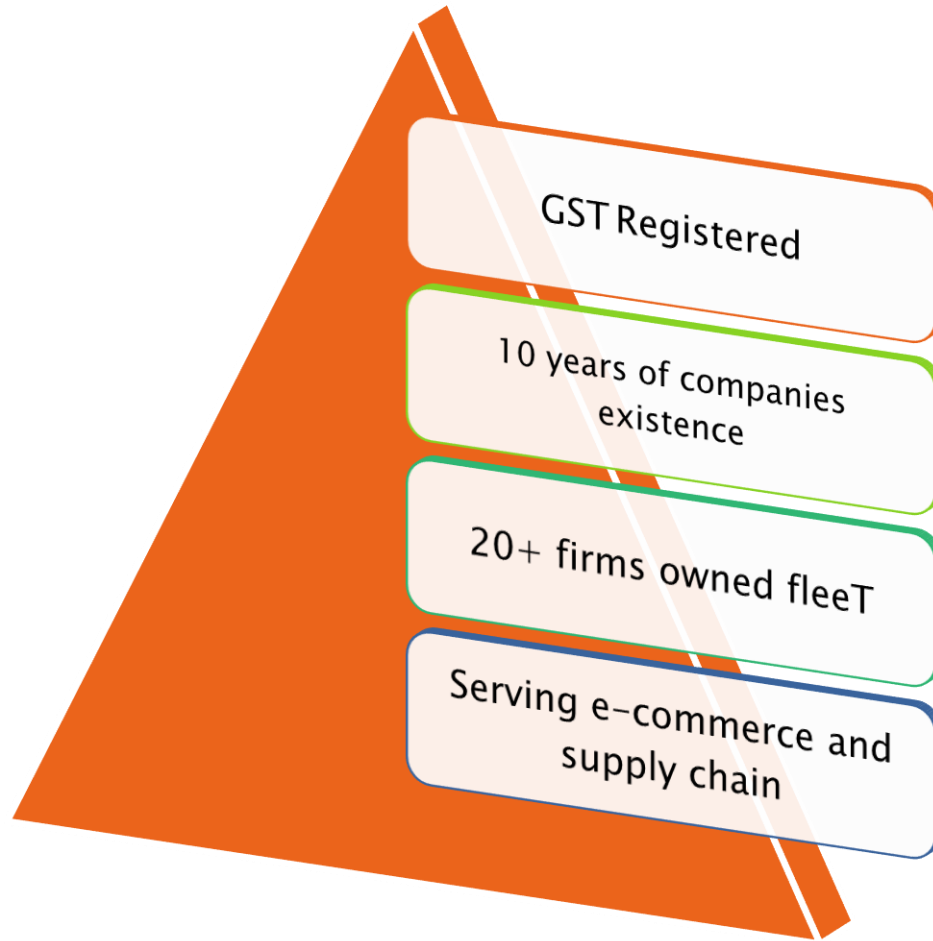 GST Registered
10 years of companies
existence
20+ firms owned fleeT
Serving e-commerce and
supply chain